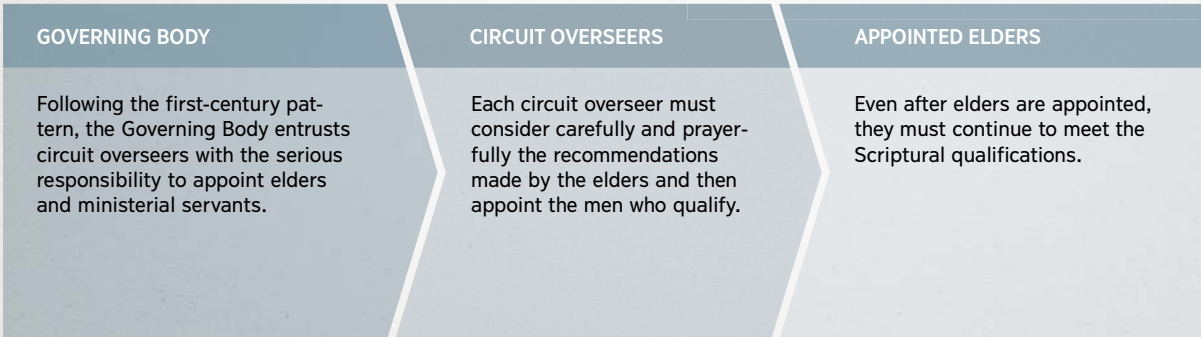 GOVERNING BODY
Following the first-century pat-
tern, the Governing Body entrusts
circuit overseers with the serious
responsibility to appoint elders
and ministerial servants.
CIRCUIT OVERSEERS
Each circuit overseer must
consider carefully and prayer-
fully the recommendations
made by the elders and then
appoint the men who qualify.
APPOINTED ELDERS
Even after elders are appointed,
they must continue to meet the
Scriptural qualifications.